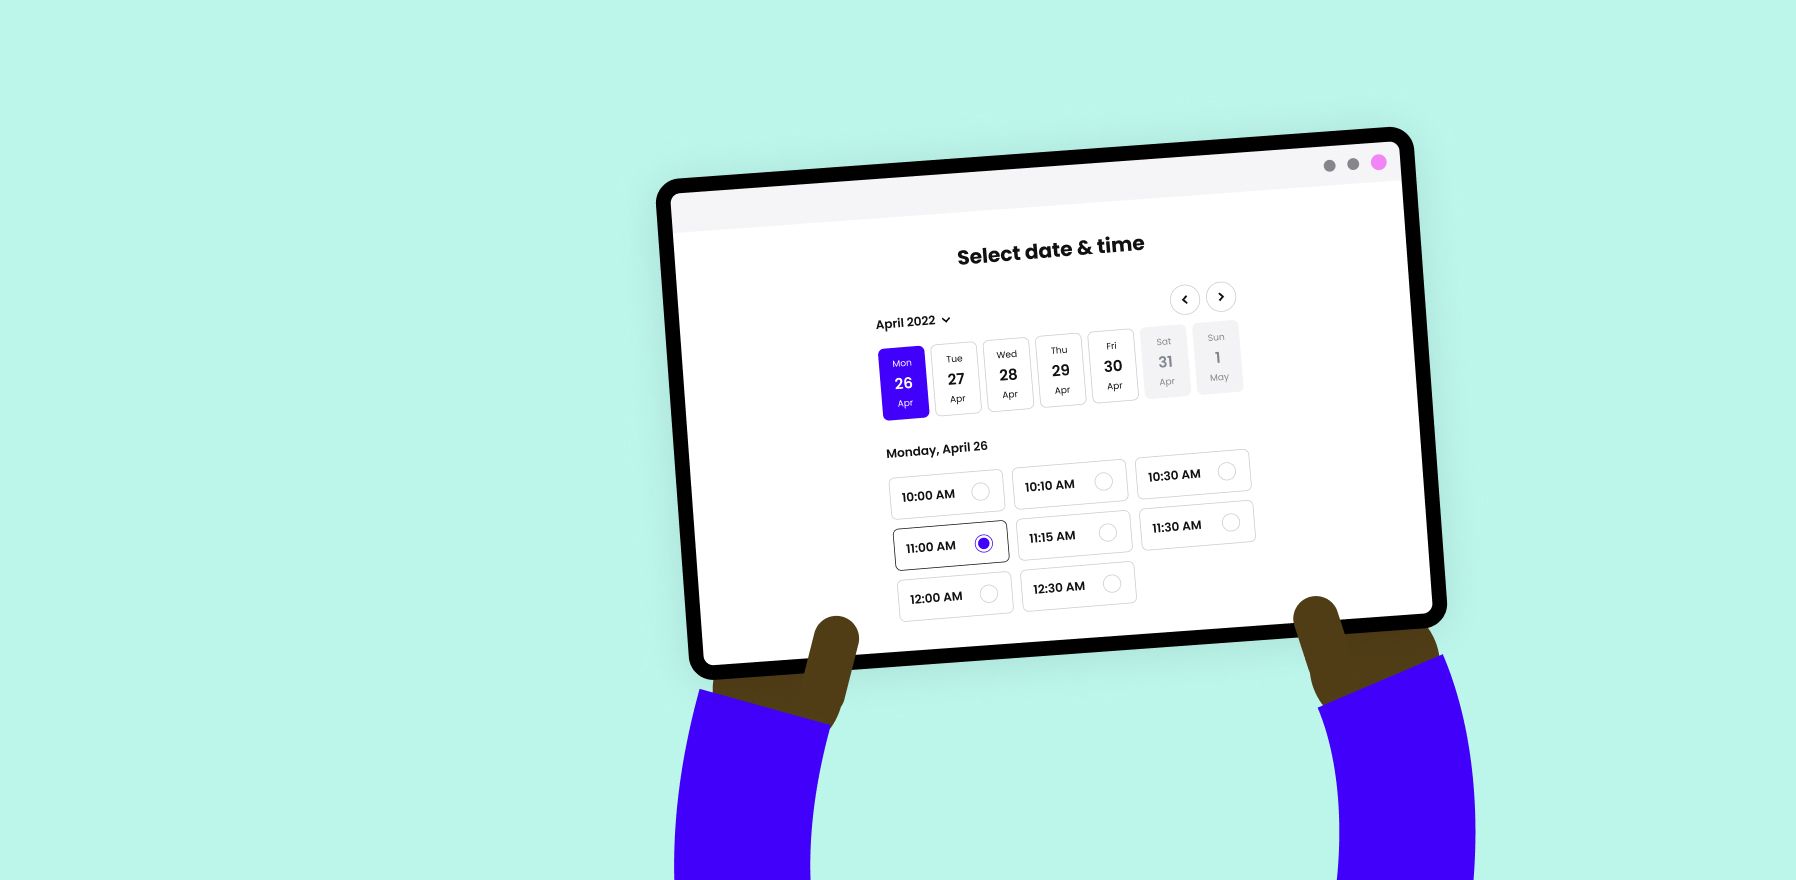 Select date & time
April 2022
Mon Tue Wed Thu Fri Sat Sun
26 27 28 29 30 31 1
Apr Apr Apr Apr Apr Apr May
Monday, April 26
10:00 AM 10:10 AM 10:30 AM
11:00 AM 11:15 AM 11:30 AM
12:00 AM 12:30 AM